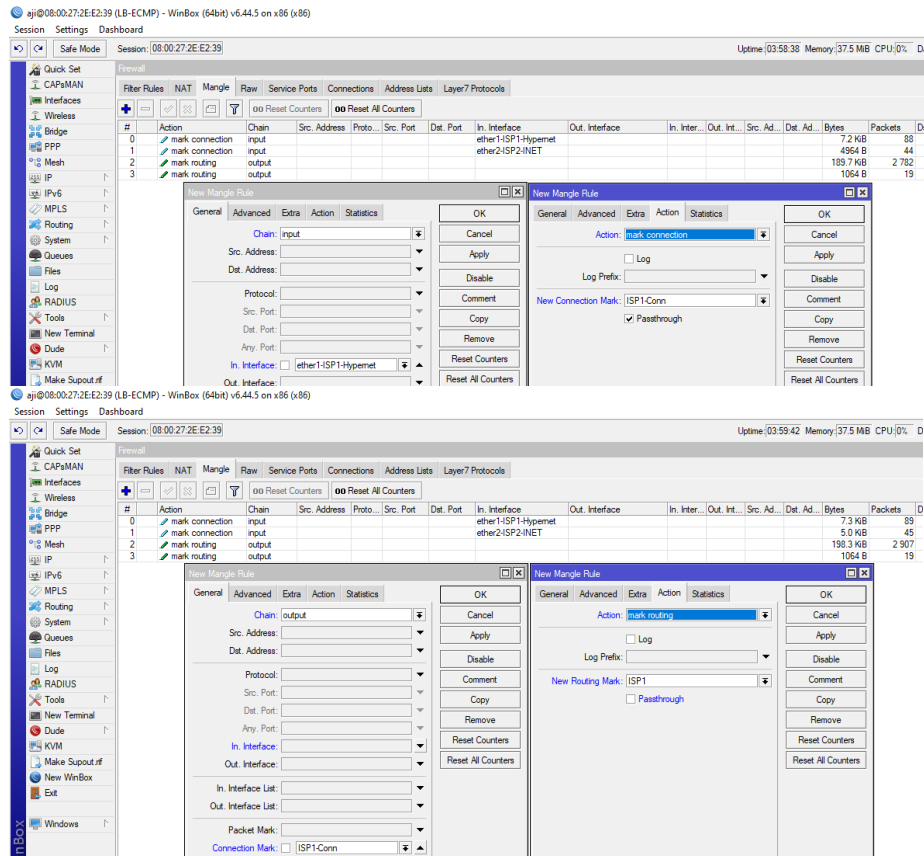 aji@08:00:27:2E:E2:39 (LB-ECMP) - WinBox (64bit) v6.44.5 on x86 (x86)
Session Settings Dashboard
Safe Mode Session: 08:00:27:2E:E2:39 Uptime: 03:58:38 Memory: 37.5 MiB CPU: 0%
Quick Set
CAPsMAN
Interfaces
Wireless
Bridge
PPP
Mesh
IP
IPv6
MPLS
Routing
System
Queues
Files
Log
RADIUS
Tools
New Terminal
Dude
KVM
Make Supout.rif
Firewall
Filter Rules NAT Mangle Raw Service Ports Connections Address Lists Layer7 Protocols
00 Reset Counters 00 Reset All Counters
# Action Chain Src. Address Proto... Src. Port Dst. Port In. Interface Out. Interface In. Inter... Out. Int... Src. Ad... Dst. Ad... Bytes Packets
0 mark connection input ether1-ISP1-Hypernet 7.2 KiB 88
1 mark connection input ether2-ISP2-INET 4964 B 44
2 mark routing output 189.7 KiB 2 782
3 mark routing output 1064 B 19
New Mangle Rule
General Advanced Extra Action Statistics
Chain: input
Src. Address:
Dst. Address:
Protocol:
Src. Port:
Dst. Port:
Any. Port:
In. Interface: ether1-ISP1-Hypernet
Out. Interface:
OK
Cancel
Apply
Disable
Comment
Copy
Remove
Reset Counters
Reset All Counters
New Mangle Rule
General Advanced Extra Action Statistics
Action: mark connection
Log
Log Prefix:
New Connection Mark: ISP1-Conn
Passthrough
OK
Cancel
Apply
Disable
Comment
Copy
Remove
Reset Counters
Reset All Counters
aji@08:00:27:2E:E2:39 (LB-ECMP) - WinBox (64bit) v6.44.5 on x86 (x86)
Session Settings Dashboard
Safe Mode Session: 08:00:27:2E:E2:39 Uptime: 03:59:42 Memory: 37.5 MiB CPU: 0%
Quick Set
CAPsMAN
Interfaces
Wireless
Bridge
PPP
Mesh
IP
IPv6
MPLS
Routing
System
Queues
Files
Log
RADIUS
Tools
New Terminal
Dude
KVM
Make Supout.rif
New WinBox
Exit
Windows
nBox
Firewall
Filter Rules NAT Mangle Raw Service Ports Connections Address Lists Layer7 Protocols
00 Reset Counters 00 Reset All Counters
# Action Chain Src. Address Proto... Src. Port Dst. Port In. Interface Out. Interface In. Inter... Out. Int... Src. Ad... Dst. Ad... Bytes Packets
0 mark connection input ether1-ISP1-Hypernet 7.3 KiB 89
1 mark connection input ether2-ISP2-INET 5.0 KiB 45
2 mark routing output 198.3 KiB 2 907
3 mark routing output 1064 B 19
New Mangle Rule
General Advanced Extra Action Statistics
Chain: output
Src. Address:
Dst. Address:
Protocol:
Src. Port:
Dst. Port:
Any. Port:
In. Interface:
Out. Interface:
In. Interface List:
Out. Interface List:
Packet Mark:
Connection Mark: ISP1-Conn
OK
Cancel
Apply
Disable
Comment
Copy
Remove
Reset Counters
Reset All Counters
New Mangle Rule
General Advanced Extra Action Statistics
Action: mark routing
Log
Log Prefix:
New Routing Mark: ISP1
Passthrough
OK
Cancel
Apply
Disable
Comment
Copy
Remove
Reset Counters
Reset All Counters